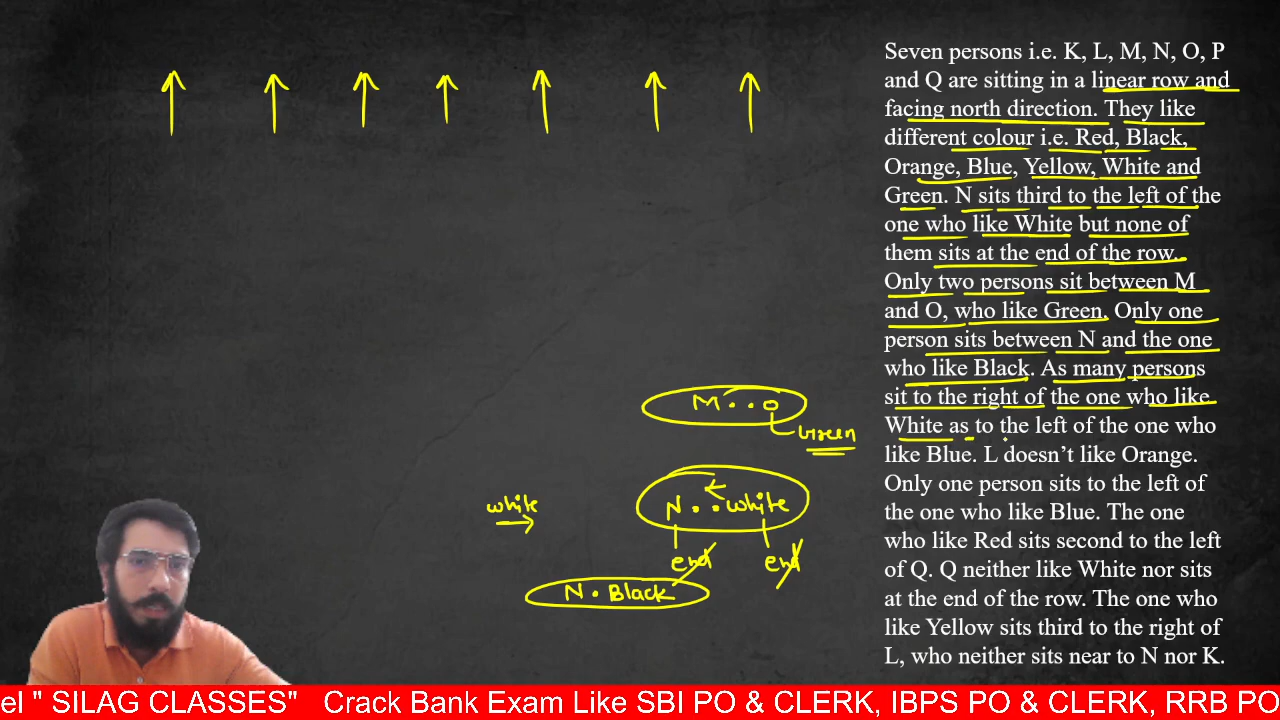 Seven persons i.e. K, L, M, N, O, P
and Q are sitting in a linear row and
facing north direction. They like
different colour i.e. Red, Black,
Orange, Blue, Yellow, White and
Green. N sits third to the left of the
one who like White but none of
them sits at the end of the row.
Only two persons sit between M
and O, who like Green. Only one
person sits between N and the one
who like Black. As many persons
sit to the right of the one who like
White as to the left of the one who
like Blue. L doesn’t like Orange.
Only one person sits to the left of
the one who like Blue. The one
who like Red sits second to the left
of Q. Q neither like White nor sits
at the end of the row. The one who
like Yellow sits third to the right of
L, who neither sits near to N nor K.
M . . O
Green
white
N . . white
end end
N . Black
el " SILAG CLASSES" Crack Bank Exam Like SBI PO & CLERK, IBPS PO & CLERK, RRB PO